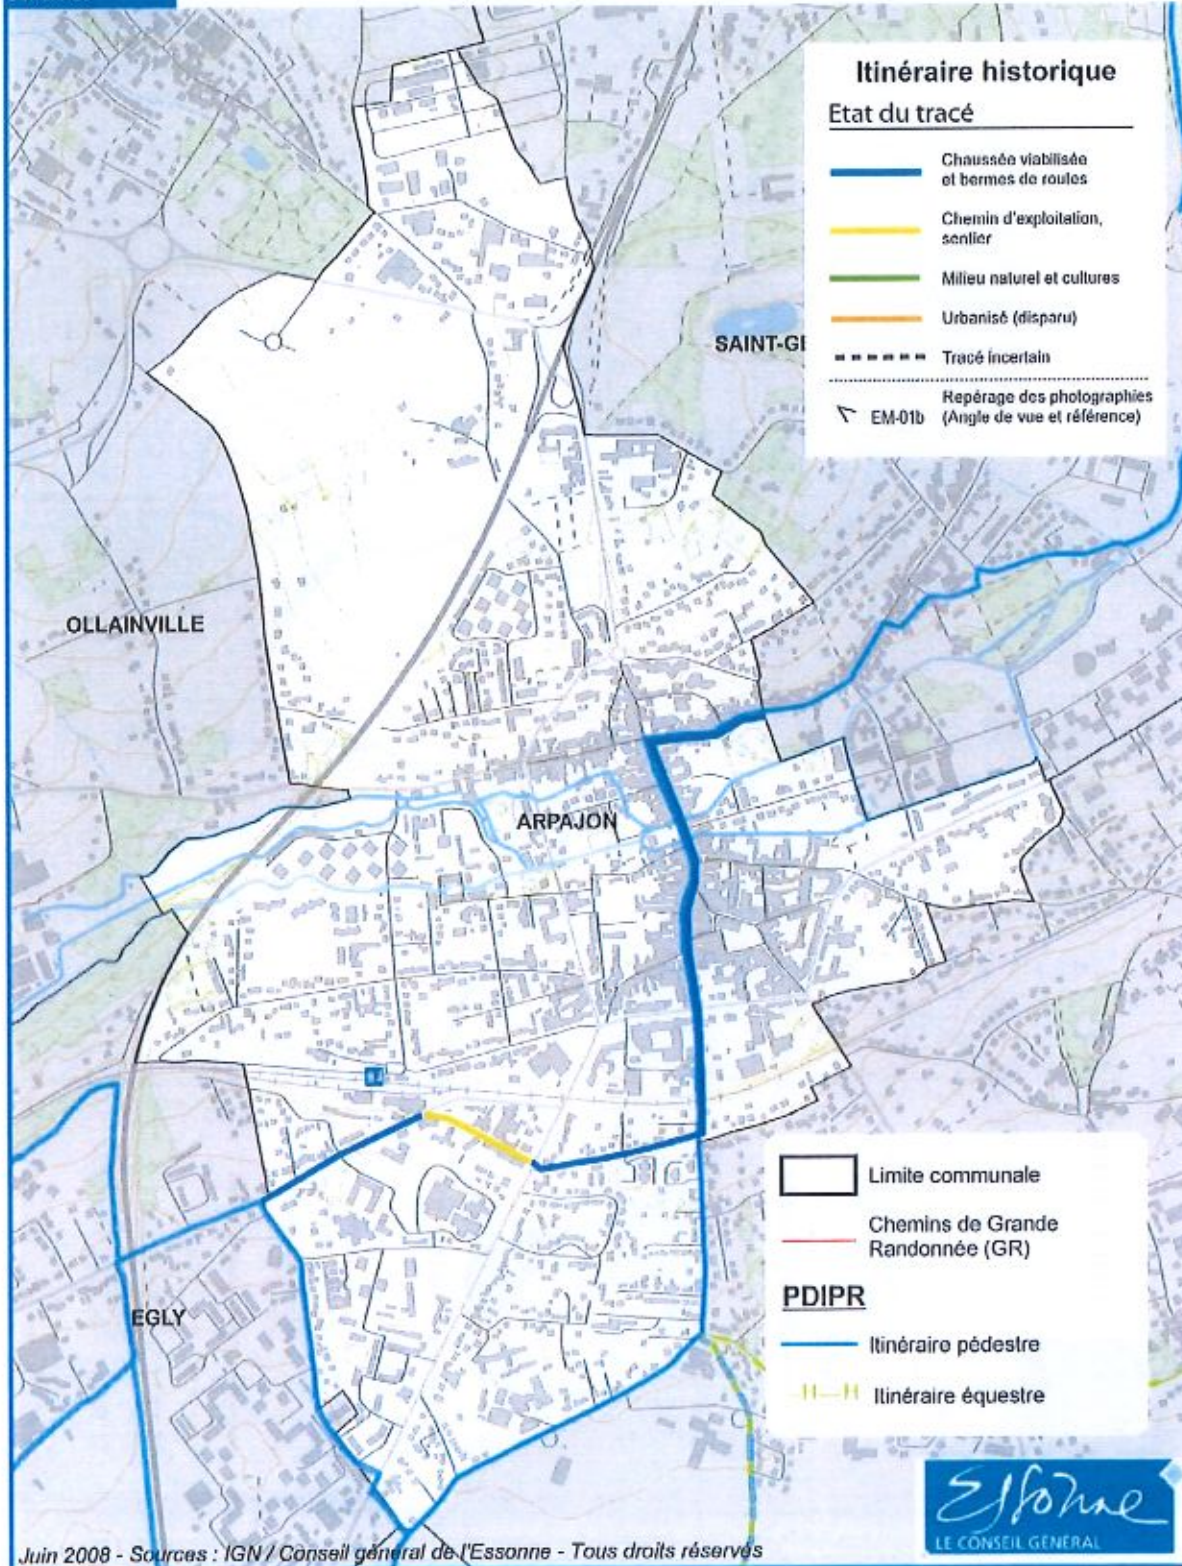 Itinéraire historique
Etat du tracé
Chaussée viabilisée
et bermes de routes
Chemin d'exploitation,
sentier
Milieu naturel et cultures
Urbanisé (disparu)
Tracé incertain
EM-01b
Repérage des photographies
(Angle de vue et référence)
SAINT-GE
OLLAINVILLE
ARPAJON
EGLY
Limite communale
Chemins de Grande
Randonnée (GR)
PDIPR
Itinéraire pédestre
Itinéraire équestre
Essonne
LE CONSEIL GÉNÉRAL
Juin 2008 - Sources : IGN / Conseil général de l'Essonne - Tous droits réservés